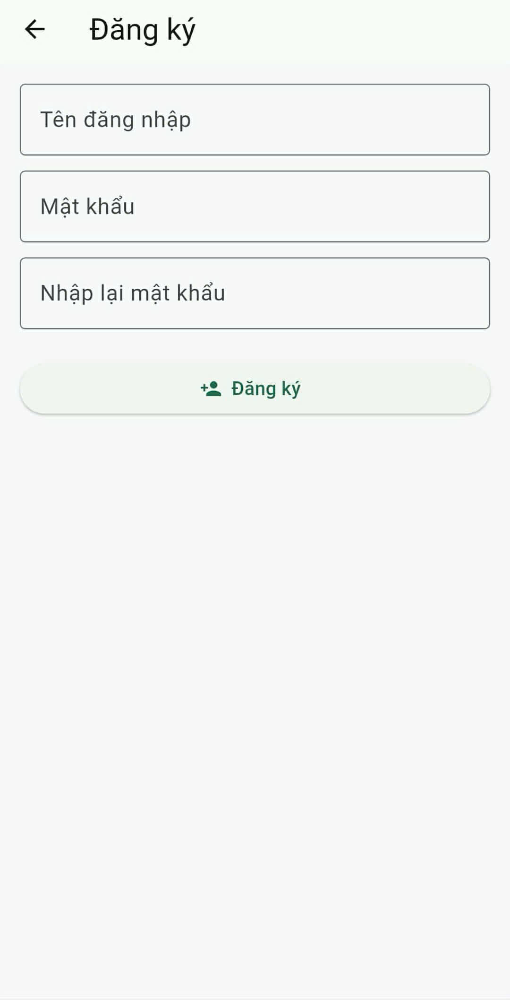 Đăng ký
Tên đăng nhập
Mật khẩu
Nhập lại mật khẩu
Đăng ký